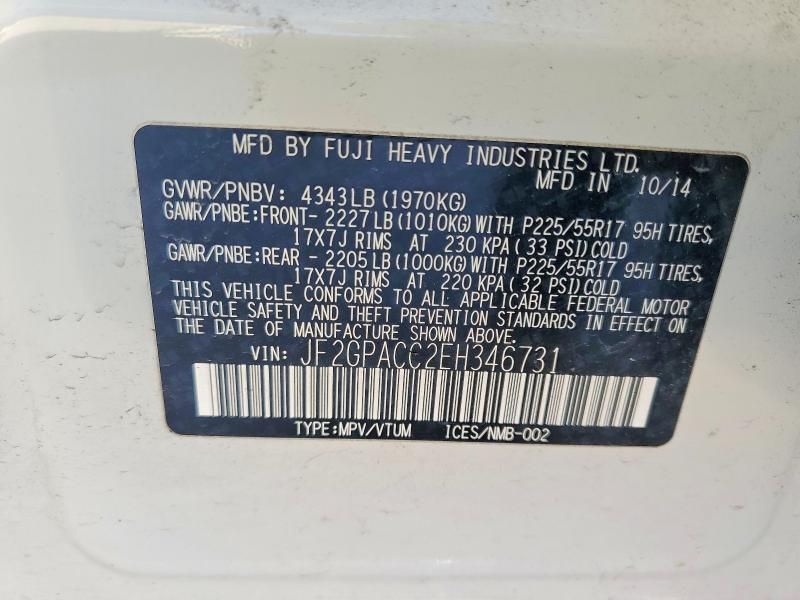 MFD BY FUJI HEAVY INDUSTRIES LTD.
MFD IN 10/14
GVWR/PNBV: 4343LB (1970KG)
GAWR/PNBE:FRONT- 2227LB(1010KG)WITH P225/55R17 95H TIRES,
17X7J RIMS AT 230 KPA( 33 PSI)COLD
GAWR/PNBE:REAR - 2205LB(1000KG)WITH P225/55R17 95H TIRES,
17X7J RIMS AT 220 KPA( 32 PSI)COLD
THIS VEHICLE CONFORMS TO ALL APPLICABLE FEDERAL MOTOR
VEHICLE SAFETY AND THEFT PREVENTION STANDARDS IN EFFECT ON
THE DATE OF MANUFACTURE SHOWN ABOVE.
VIN: JF2GPACC2EH346731
TYPE:MPV/VTUM ICES/NMB-002